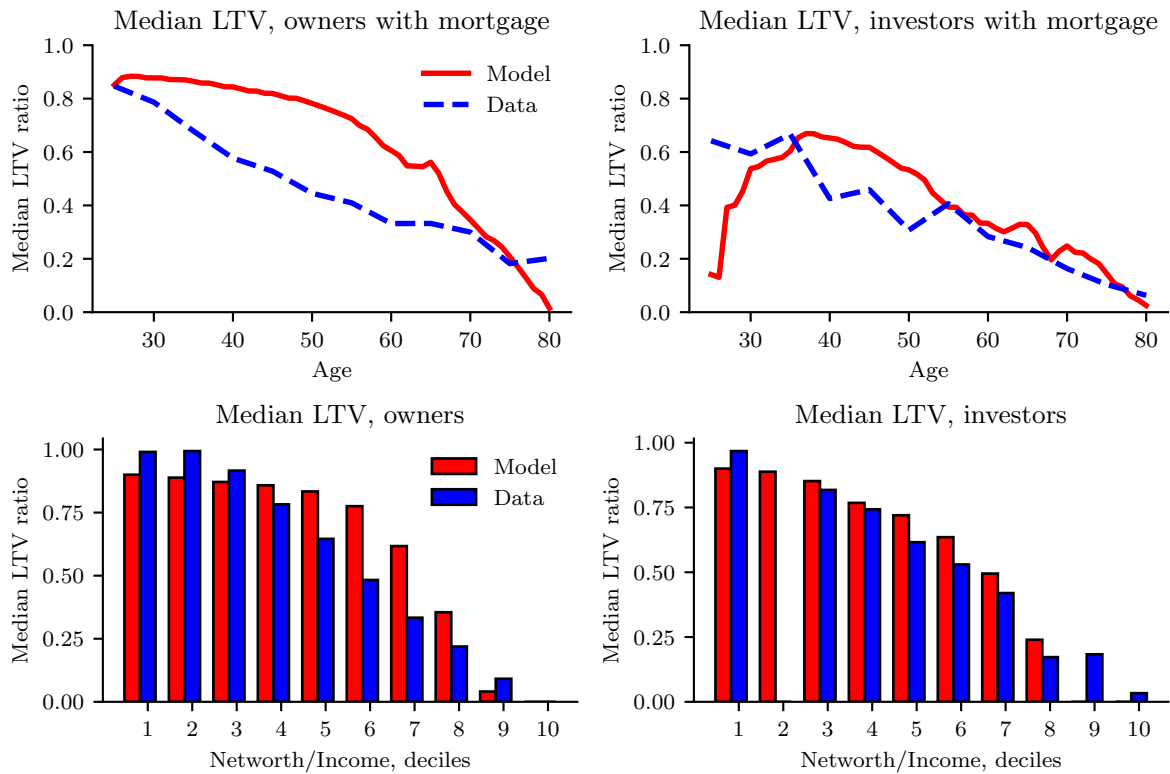 Median LTV, owners with mortgage
Median LTV ratio
1.0
0.8
0.6
0.4
0.2
0.0
Model
Data
30 40 50 60 70 80
Age
Median LTV, investors with mortgage
Median LTV ratio
1.0
0.8
0.6
0.4
0.2
0.0
30 40 50 60 70 80
Age
Median LTV, owners
Median LTV ratio
1.00
0.75
0.50
0.25
0.00
Model
Data
1 2 3 4 5 6 7 8 9 10
Networth/Income, deciles
Median LTV, investors
Median LTV ratio
1.00
0.75
0.50
0.25
0.00
1 2 3 4 5 6 7 8 9 10
Networth/Income, deciles